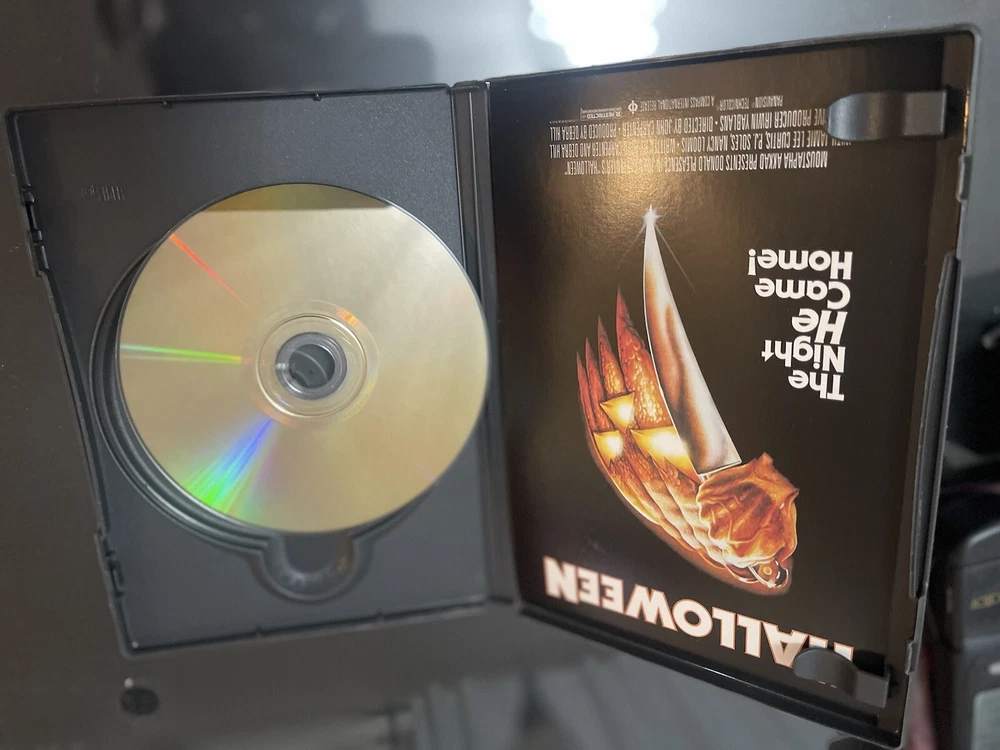 HALLOWEEN
The
Night
He
Came
Home!
MOUSTAPHA AKKAD PRESENTS DONALD PLEASENCE IN JOHN CARPENTER'S "HALLOWEEN"
WITH JAMIE LEE CURTIS, P.J. SOLES, NANCY LOOMIS • WRITTEN BY JOHN CARPENTER AND DEBRA HILL
PRODUCER IRWIN YABLANS • DIRECTED BY JOHN CARPENTER PRODUCED BY DEBRA HILL
PANAVISION® TECHNICOLOR® A COMPASS INTERNATIONAL RELEASE
R RESTRICTED